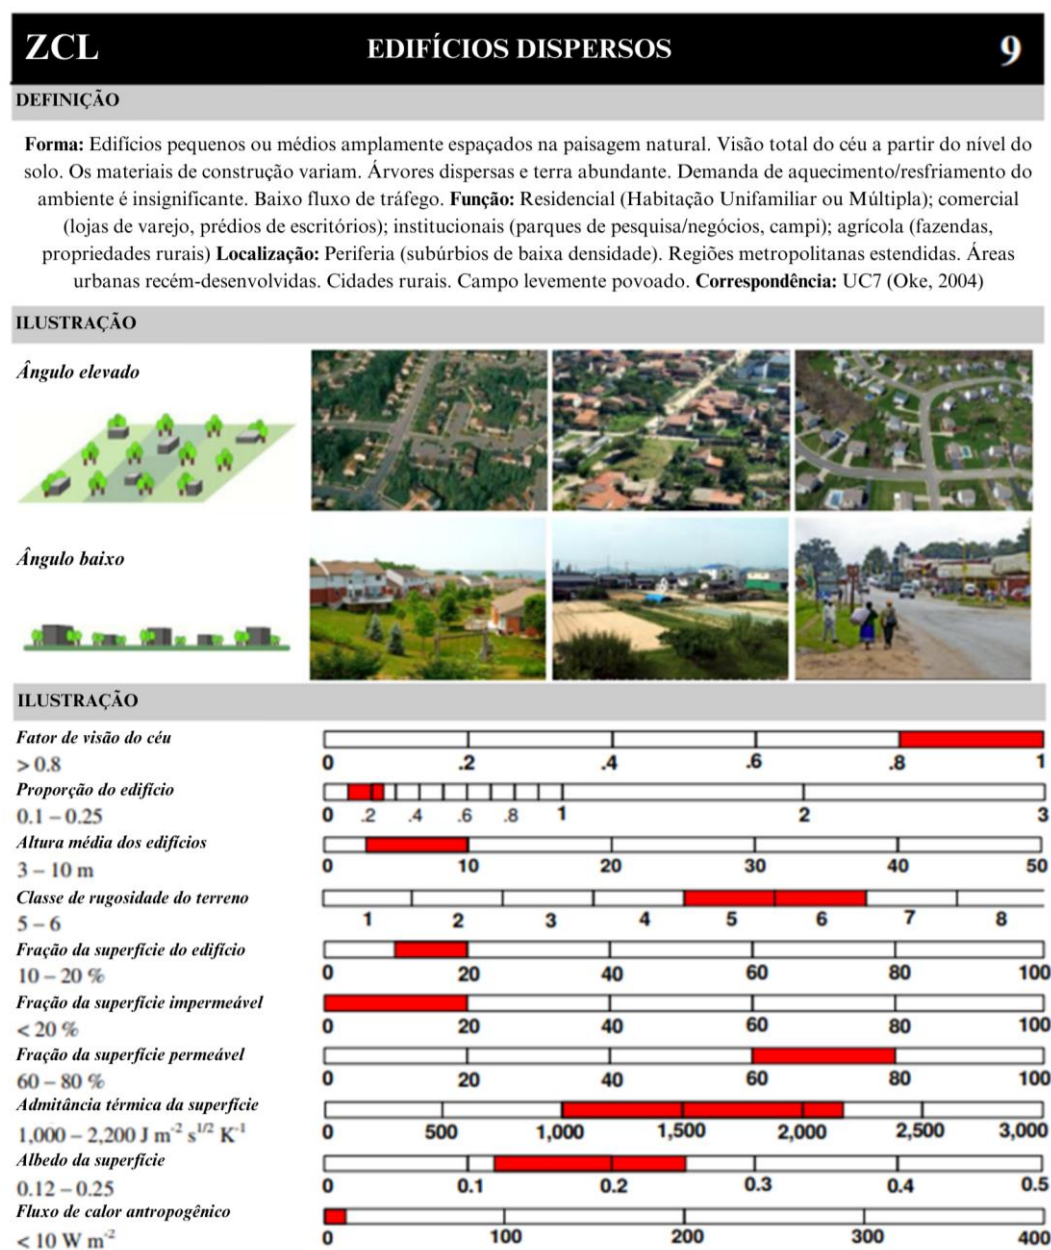 ZCL EDIFÍCIOS DISPERSOS 9
DEFINIÇÃO
Forma: Edifícios pequenos ou médios amplamente espaçados na paisagem natural. Visão total do céu a partir do nível do
solo. Os materiais de construção variam. Árvores dispersas e terra abundante. Demanda de aquecimento/resfriamento do
ambiente é insignificante. Baixo fluxo de tráfego. Função: Residencial (Habitação Unifamiliar ou Múltipla); comercial
(lojas de varejo, prédios de escritórios); institucionais (parques de pesquisa/negócios, campi); agrícola (fazendas,
propriedades rurais) Localização: Periferia (subúrbios de baixa densidade). Regiões metropolitanas estendidas. Áreas
urbanas recém-desenvolvidas. Cidades rurais. Campo levemente povoado. Correspondência: UC7 (Oke, 2004)
ILUSTRAÇÃO
Ângulo elevado
Ângulo baixo
ILUSTRAÇÃO
Fator de visão do céu
> 0.8
0 .2 .4 .6 .8 1
Proporção do edifício
0.1 – 0.25
0 .2 .4 .6 .8 1 2 3
Altura média dos edifícios
3 – 10 m
0 10 20 30 40 50
Classe de rugosidade do terreno
5 – 6
1 2 3 4 5 6 7 8
Fração da superfície do edifício
10 – 20 %
0 20 40 60 80 100
Fração da superfície impermeável
< 20 %
0 20 40 60 80 100
Fração da superfície permeável
60 – 80 %
0 20 40 60 80 100
Admitância térmica da superfície
1,000 – 2,200 J m⁻² s¹ᐟ² K⁻¹
0 500 1,000 1,500 2,000 2,500 3,000
Albedo da superfície
0.12 – 0.25
0 0.1 0.2 0.3 0.4 0.5
Fluxo de calor antropogênico
< 10 W m⁻²
0 100 200 300 400